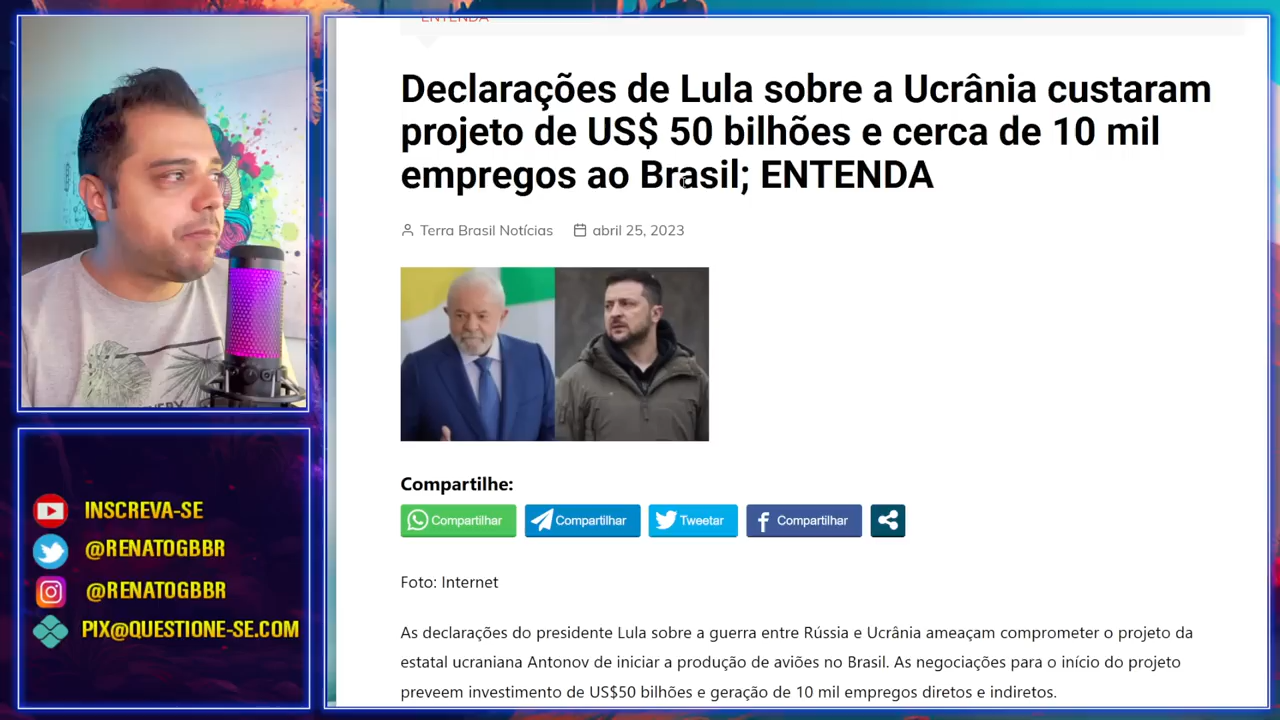 ENTENDA
Declarações de Lula sobre a Ucrânia custaram
projeto de US$ 50 bilhões e cerca de 10 mil
empregos ao Brasil; ENTENDA
Terra Brasil Notícias abril 25, 2023
Compartilhe:
Compartilhar Compartilhar Tweetar Compartilhar
Foto: Internet
As declarações do presidente Lula sobre a guerra entre Rússia e Ucrânia ameaçam comprometer o projeto da
estatal ucraniana Antonov de iniciar a produção de aviões no Brasil. As negociações para o início do projeto
preveem investimento de US$50 bilhões e geração de 10 mil empregos diretos e indiretos.
INSCREVA-SE
@RENATOGBBR
@RENATOGBBR
PIX@QUESTIONE-SE.COM